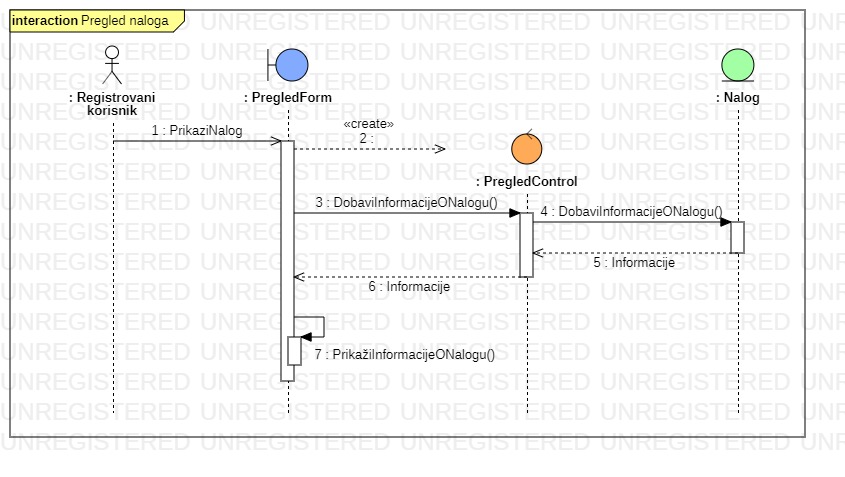 interaction Pregled naloga
: Registrovani
korisnik
: PregledForm
: Nalog
1 : PrikaziNalog
«create»
2 :
: PregledControl
3 : DobaviInformacijeONalogu()
4 : DobaviInformacijeONalogu()
5 : Informacije
6 : Informacije
7 : PrikažiInformacijeONalogu()
UNREGISTERED UNREGISTERED UNREGISTERED UNREGISTERED